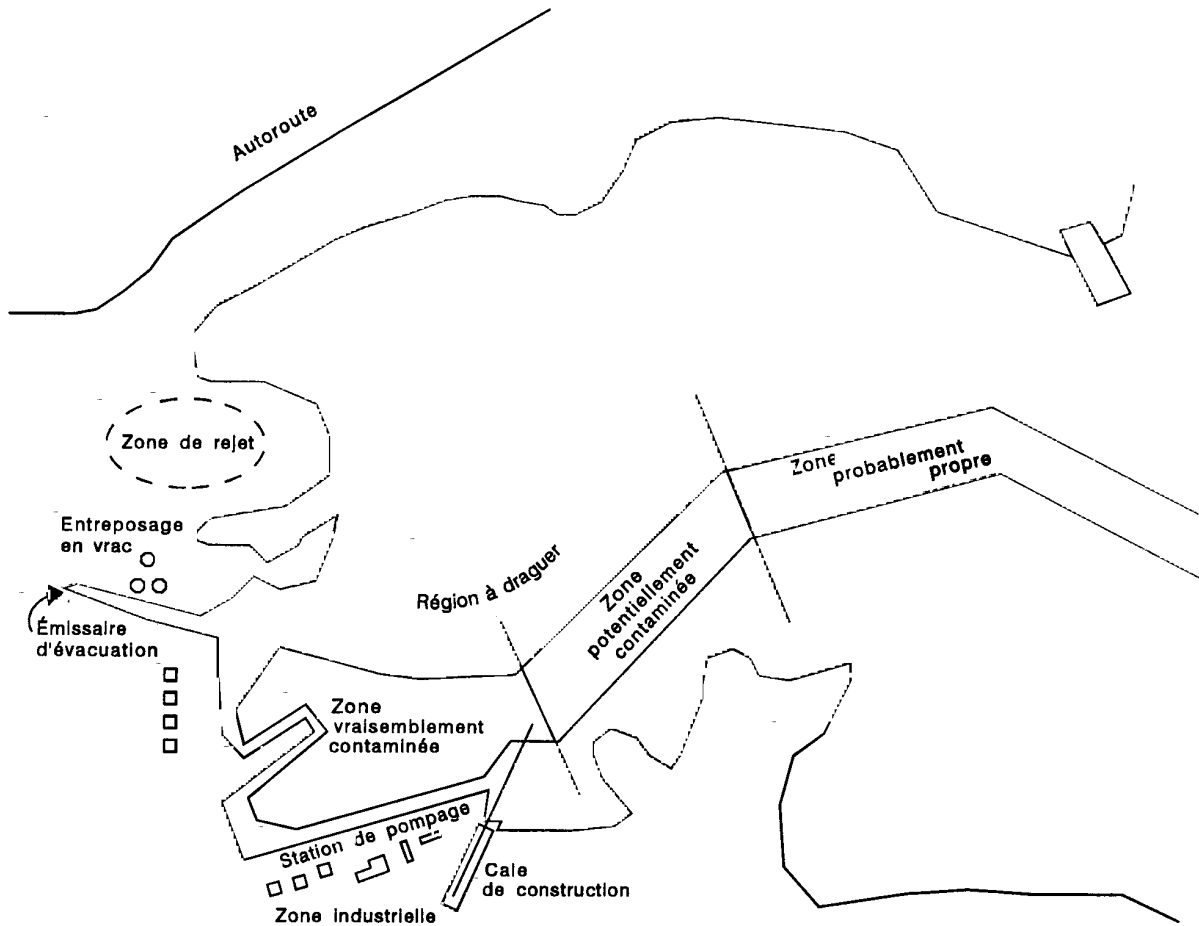 Autoroute
Zone de rejet
Entreposage
en vrac
Émissaire
d'évacuation
Région à draguer
Zone
potentiellement
contaminée
Zone
probablement
propre
Zone
vraisemblement
contaminée
Station de pompage
Cale
de construction
Zone industrielle